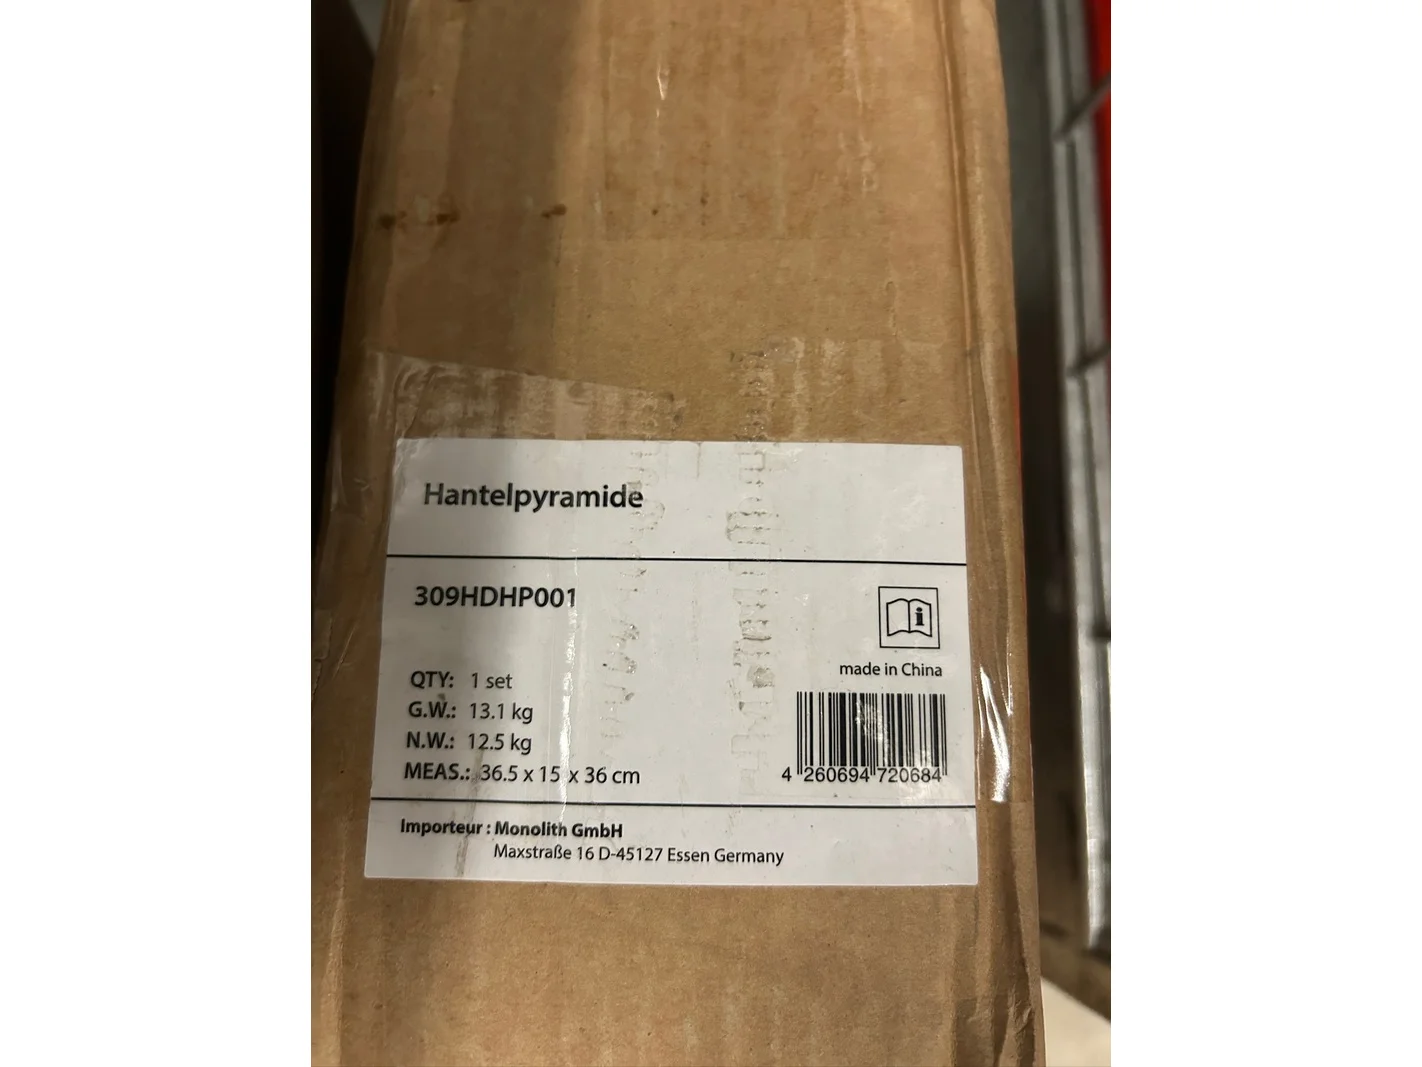 Hantelpyramide
309HDHP001
QTY: 1 set
G.W.: 13.1 kg
N.W.: 12.5 kg
MEAS.: 36.5 x 15 x 36 cm
made in China
4 260694 720684
Importeur : Monolith GmbH
Maxstraße 16 D-45127 Essen Germany